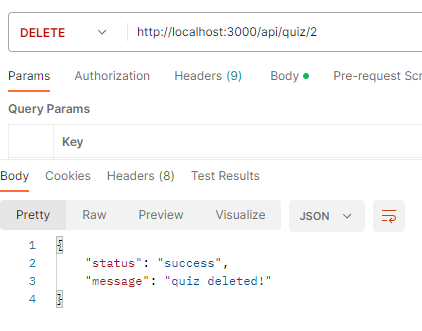 DELETE http://localhost:3000/api/quiz/2
Params Authorization Headers (9) Body Pre-request Scr
Query Params
Key
Body Cookies Headers (8) Test Results
Pretty Raw Preview Visualize JSON
1 {
2 "status": "success",
3 "message": "quiz deleted!"
4 }